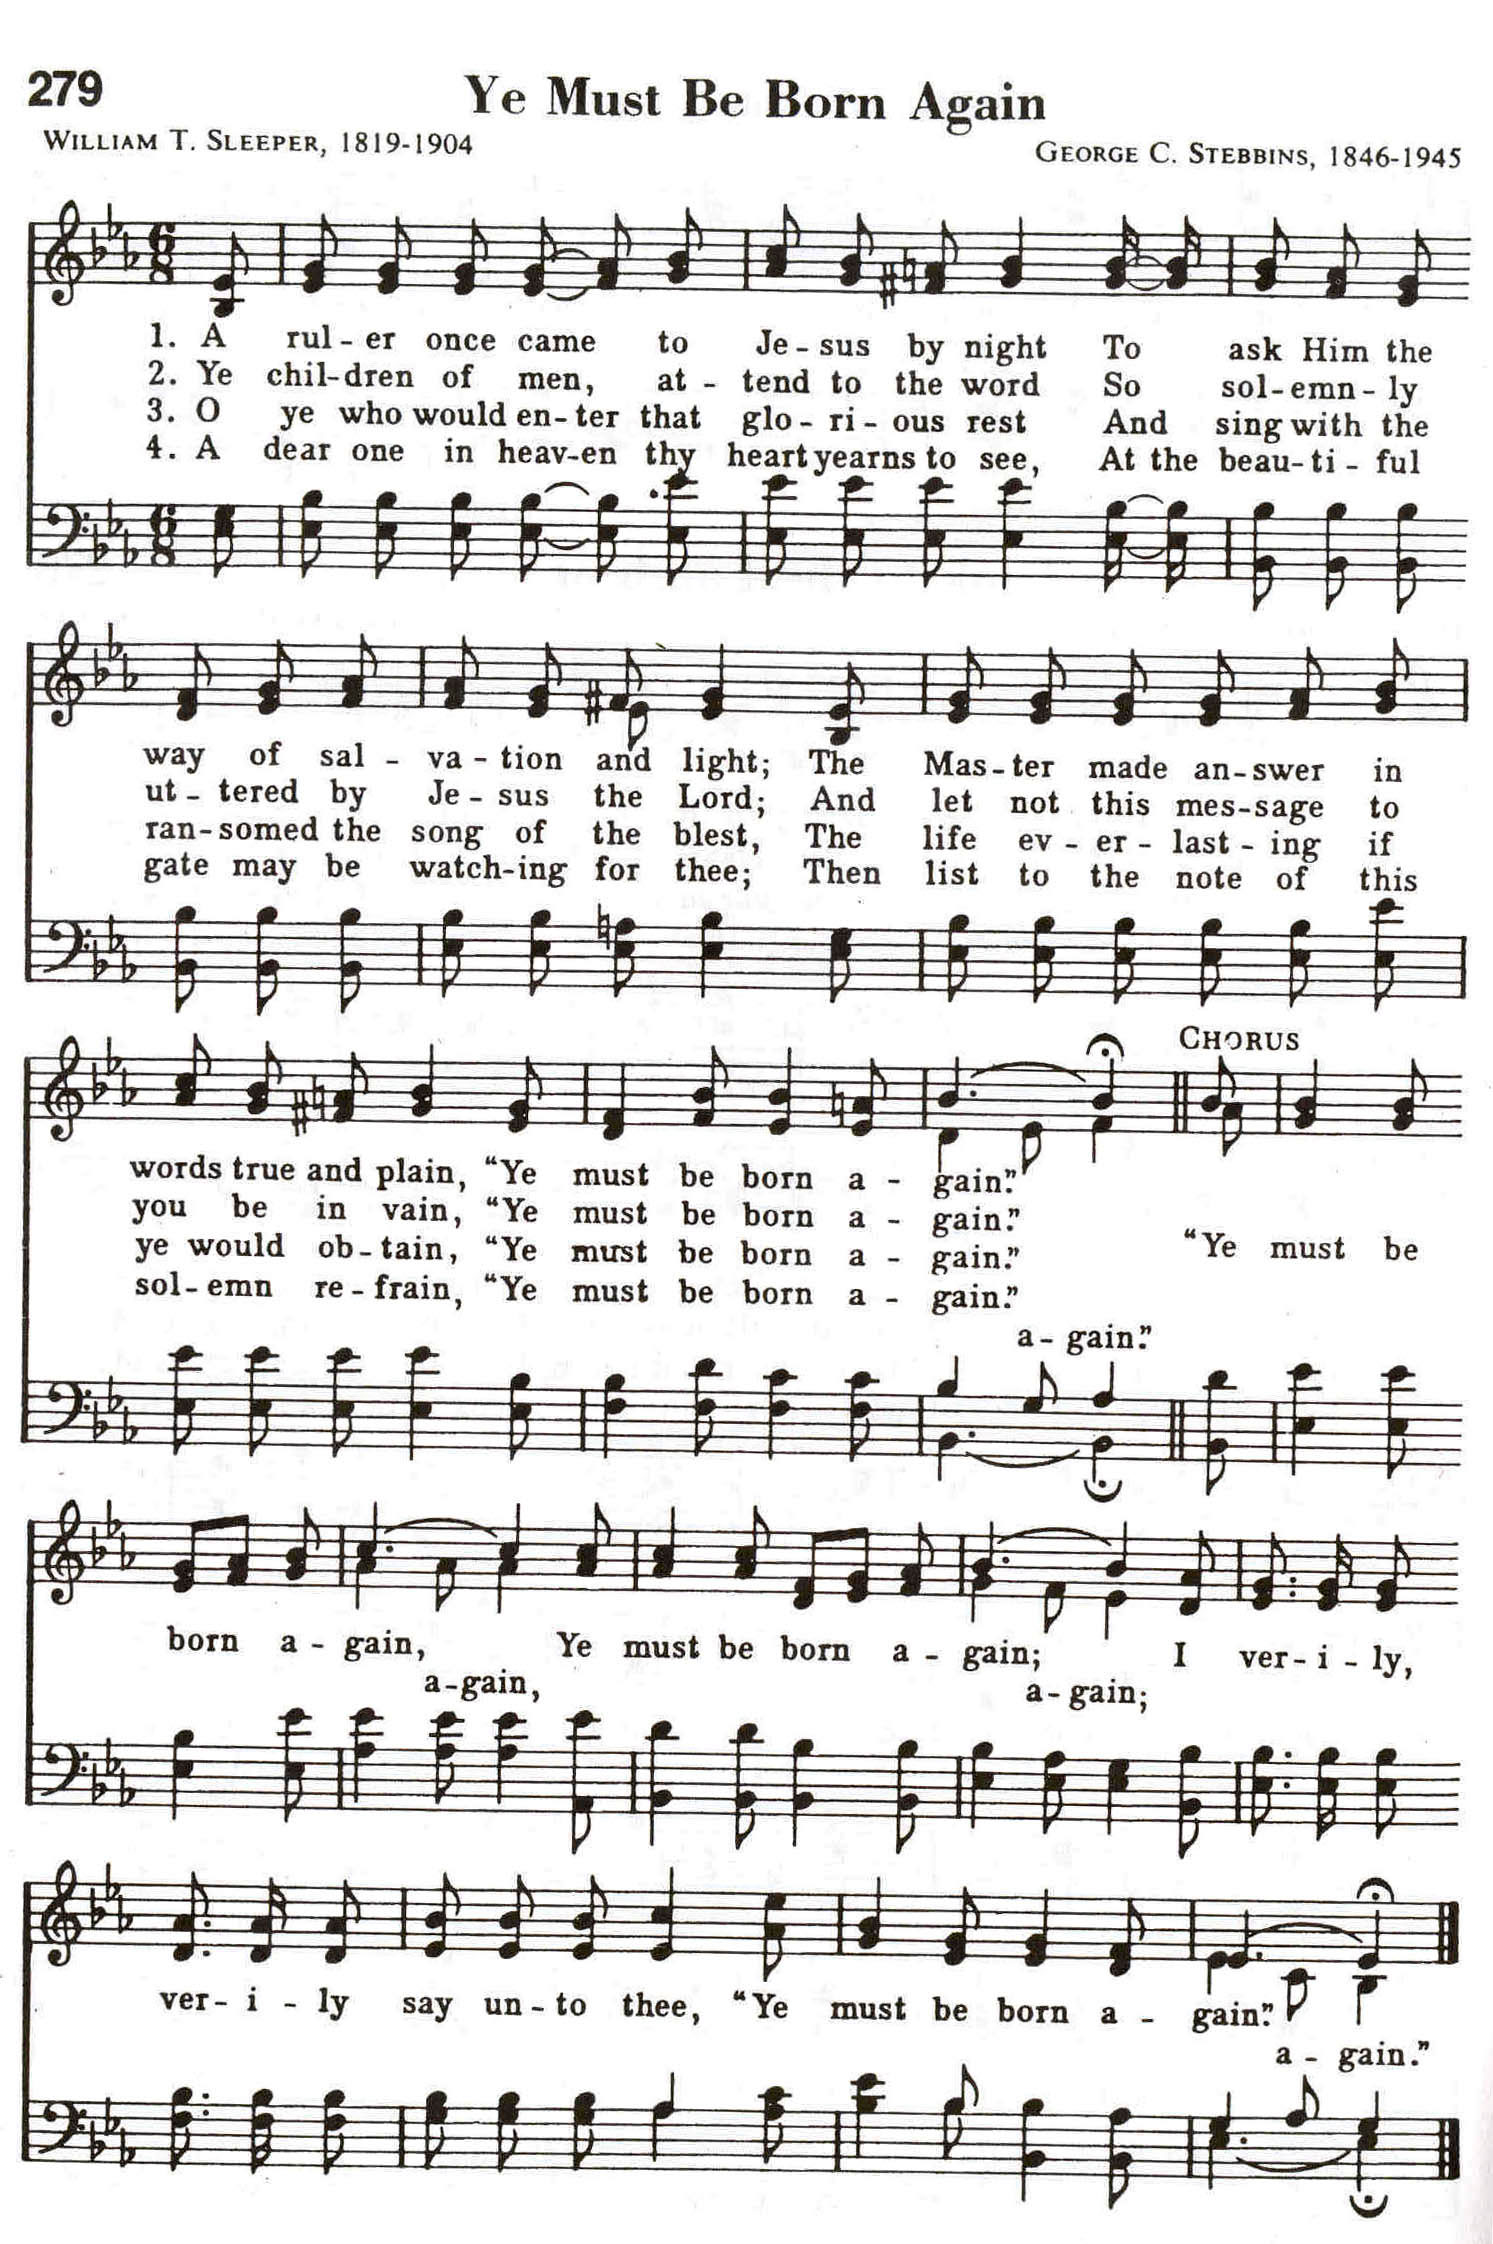 279
Ye Must Be Born Again
WILLIAM T. SLEEPER, 1819-1904
GEORGE C. STEBBINS, 1846-1945
1. A rul-er once came to Je-sus by night To ask Him the
2. Ye chil-dren of men, at-tend to the word So sol-emn-ly
3. O ye who would en-ter that glo-ri-ous rest And sing with the
4. A dear one in heav-en thy heart yearns to see, At the beau-ti-ful
way of sal-va-tion and light; The Mas-ter made an-swer in
ut-tered by Je-sus the Lord; And let not this mes-sage to
ran-somed the song of the blest, The life ev-er-last-ing if
gate may be watch-ing for thee; Then list to the note of this
CHORUS
words true and plain, “Ye must be born a-gain.”
you be in vain, “Ye must be born a-gain.”
ye would ob-tain, “Ye must be born a-gain.” “Ye must be
sol-emn re-frain, “Ye must be born a-gain.”
a-gain.”
born a-gain, Ye must be born a-gain; I ver-i-ly,
a-gain, a-gain;
ver-i-ly say un-to thee, “Ye must be born a-gain.”
a-gain.”